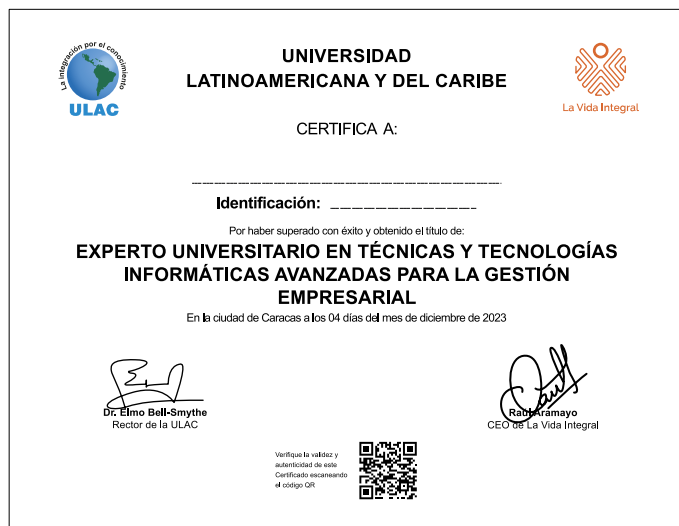 La integración por el conocimiento
ULAC
UNIVERSIDAD
LATINOAMERICANA Y DEL CARIBE
La Vida Integral
CERTIFICA A:
Identificación:
Por haber superado con éxito y obtenido el título de:
EXPERTO UNIVERSITARIO EN TÉCNICAS Y TECNOLOGÍAS
INFORMÁTICAS AVANZADAS PARA LA GESTIÓN
EMPRESARIAL
En la ciudad de Caracas a los 04 días del mes de diciembre de 2023
Dr. Elmo Bell-Smythe
Rector de la ULAC
Raúl Aramayo
CEO de La Vida Integral
Verifique la validez y
autenticidad de este
Certificado escaneando
el código QR